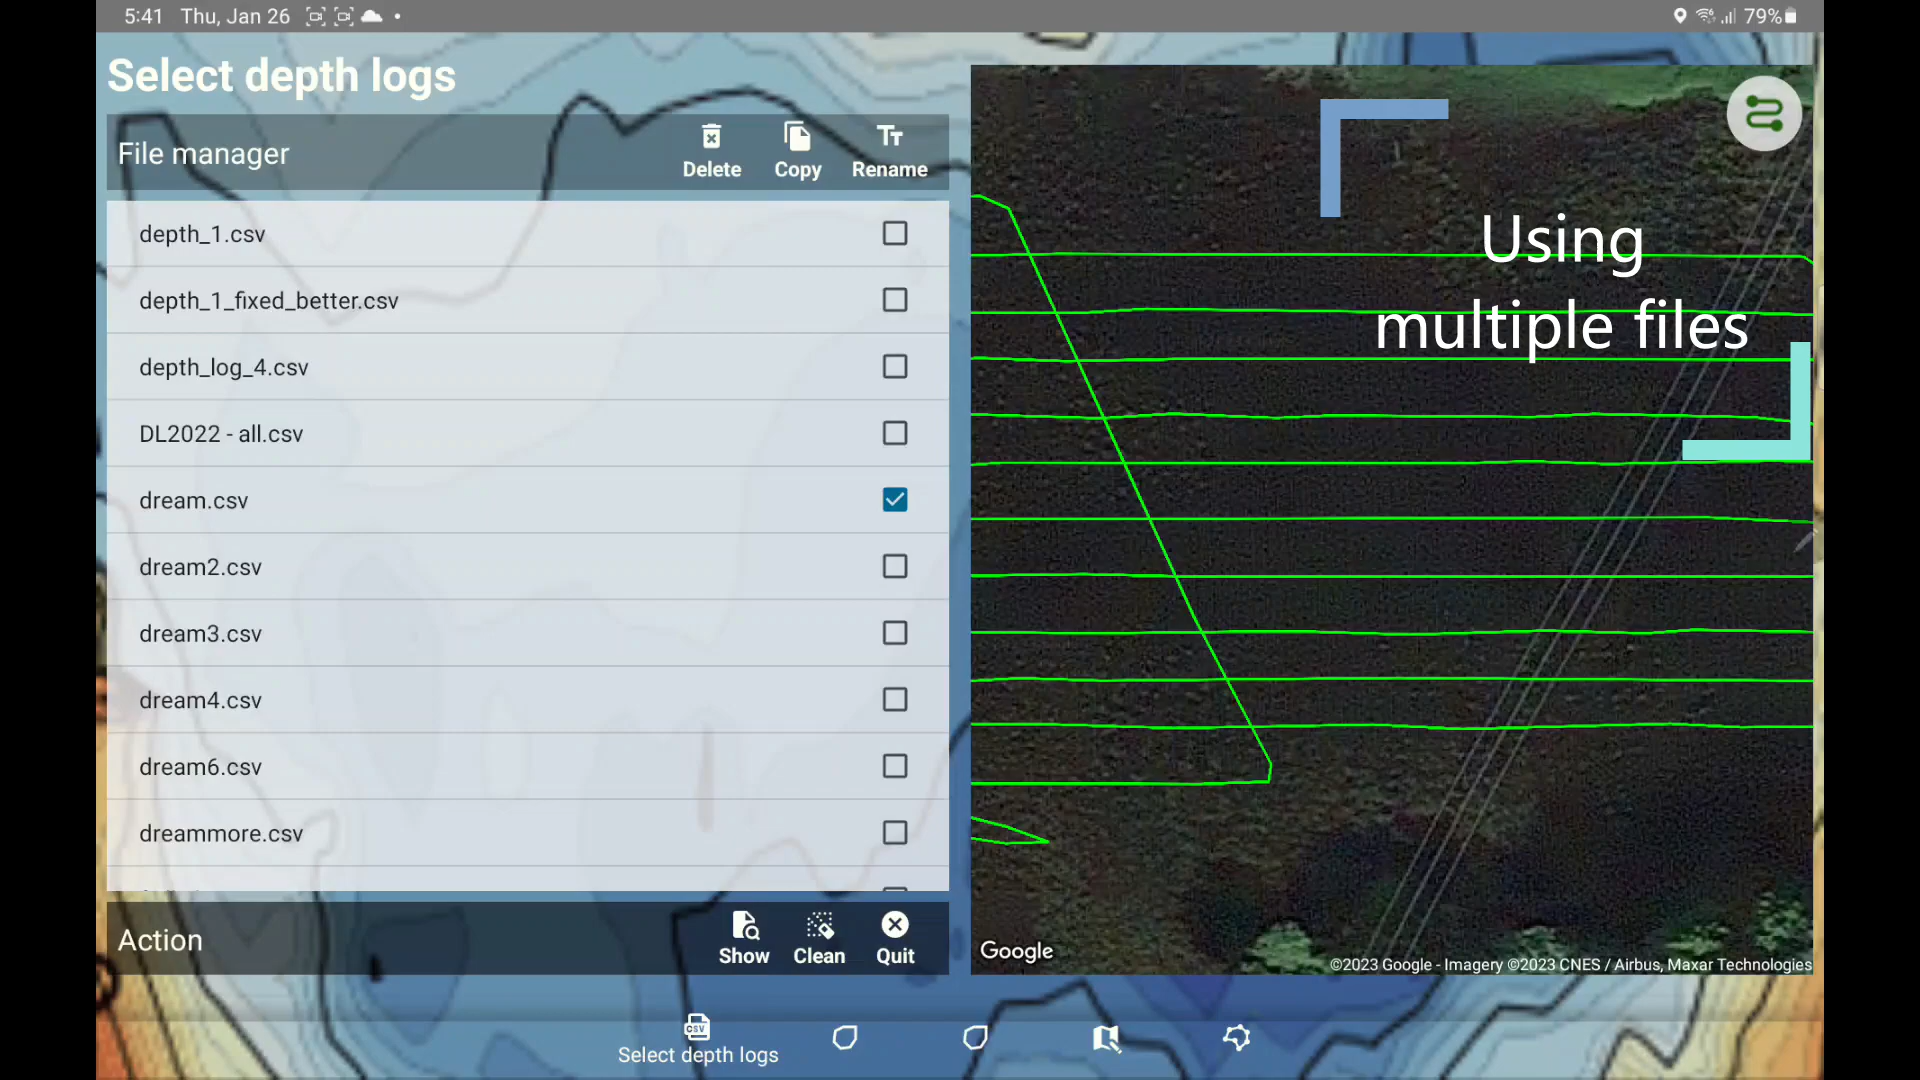 5:41 Thu, Jan 26
79%
Select depth logs
File manager
Delete
Copy
Rename
depth_1.csv
depth_1_fixed_better.csv
depth_log_4.csv
DL2022 - all.csv
dream.csv
dream2.csv
dream3.csv
dream4.csv
dream6.csv
dreammore.csv
Action
Show
Clean
Quit
Using
multiple files
Google
©2023 Google - Imagery ©2023 CNES / Airbus, Maxar Technologies
CSV
Select depth logs